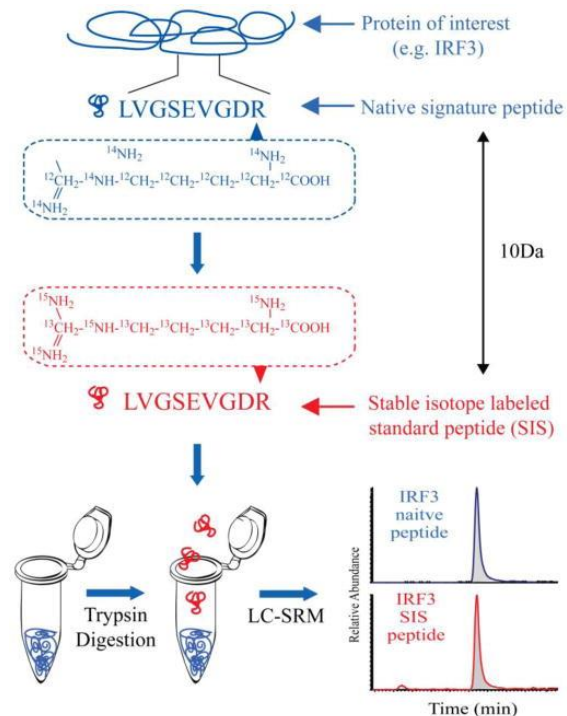 Protein of interest
(e.g. IRF3)
LVGSEVGDR
Native signature peptide
¹⁴NH₂
¹⁴NH₂
¹²CH₂-¹⁴NH-¹²CH₂-¹²CH₂-¹²CH₂-¹²CH₂-¹²COOH
¹⁴NH₂
10Da
¹⁵NH₂
¹⁵NH₂
¹³CH₂-¹⁵NH-¹³CH₂-¹³CH₂-¹³CH₂-¹³CH₂-¹³COOH
¹⁵NH₂
LVGSEVGDR
Stable isotope labeled
standard peptide (SIS)
Trypsin
Digestion
LC-SRM
Relative Abundance
IRF3
naitve
peptide
IRF3
SIS
peptide
Time (min)